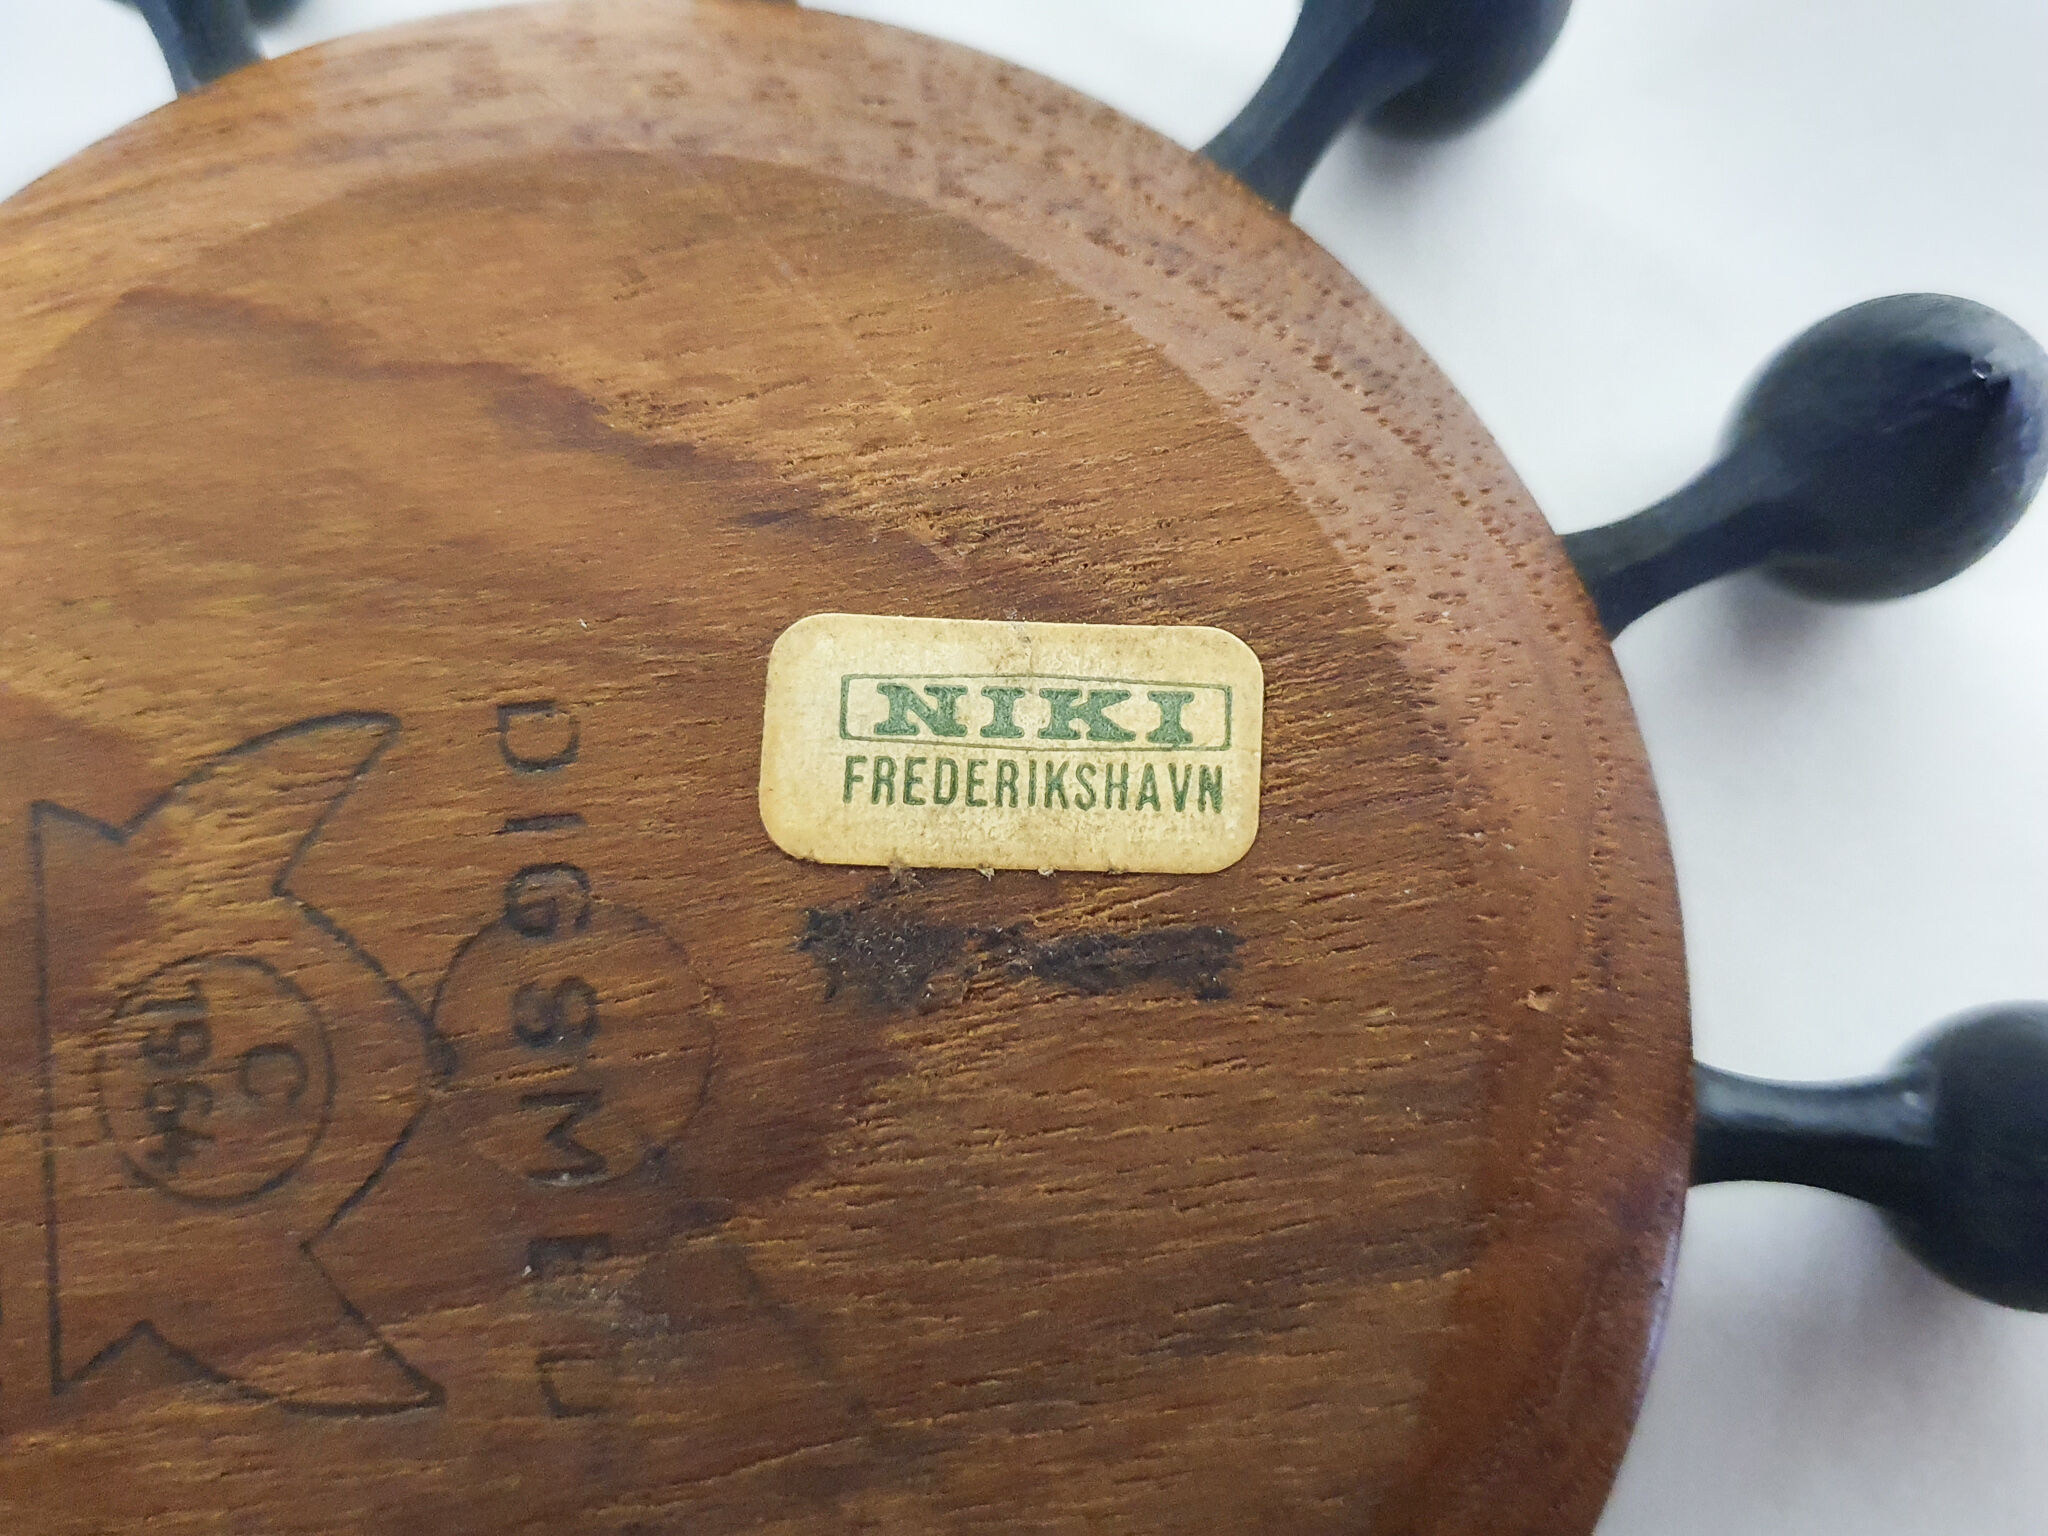 NIKI
FREDERIKSHAVN
DIGSMED
C
1964